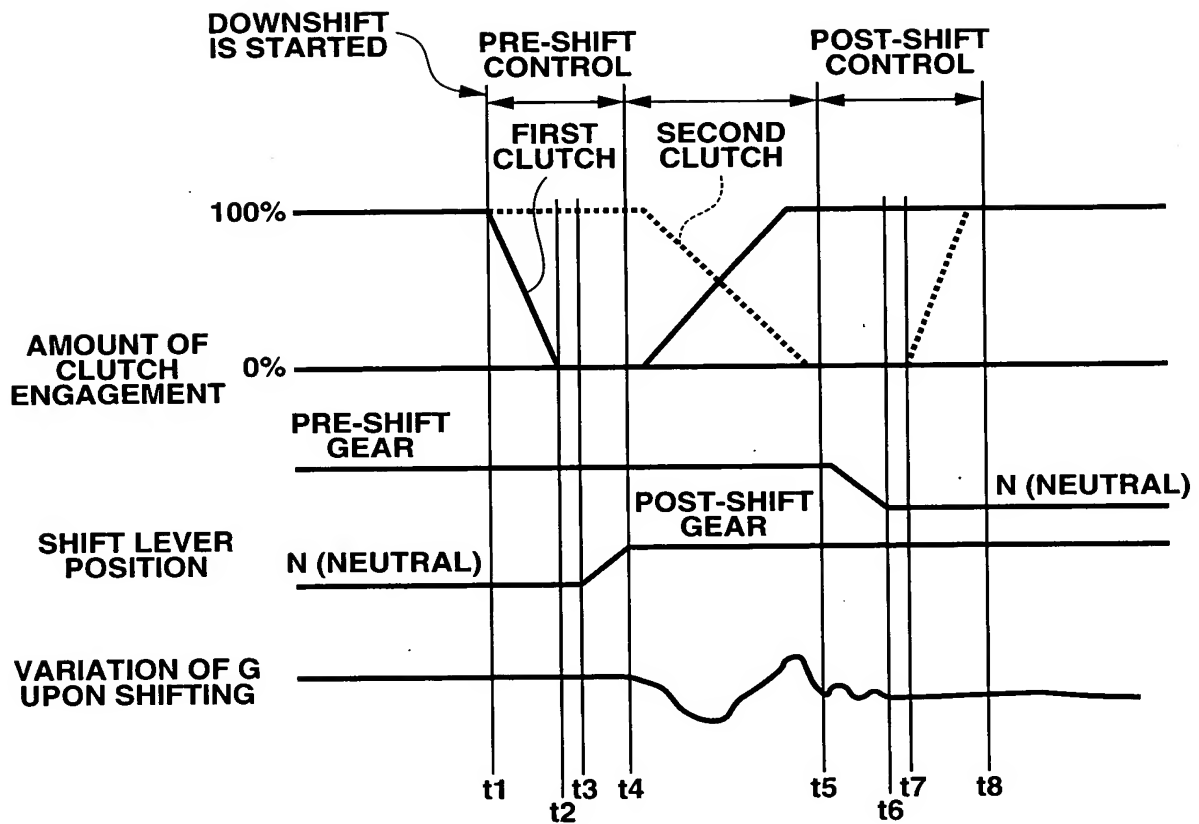 DOWNSHIFT
IS STARTED
PRE-SHIFT
CONTROL
POST-SHIFT
CONTROL
FIRST
CLUTCH
SECOND
CLUTCH
100%
AMOUNT OF
CLUTCH
ENGAGEMENT
0%
PRE-SHIFT
GEAR
N (NEUTRAL)
POST-SHIFT
GEAR
SHIFT LEVER
POSITION
N (NEUTRAL)
VARIATION OF G
UPON SHIFTING
t1
t2
t3
t4
t5
t6
t7
t8